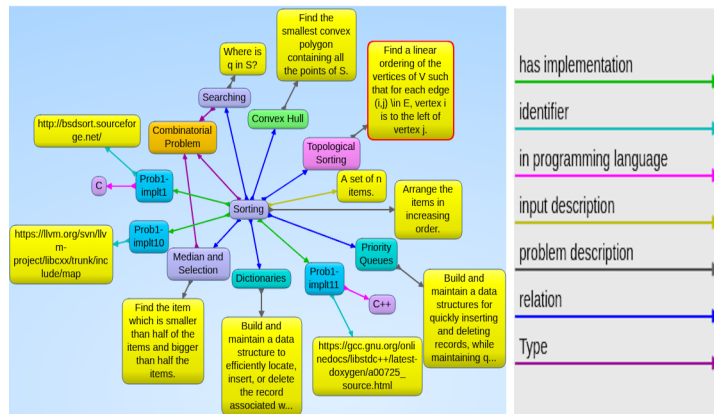 Find the
smallest convex
polygon
containing all
the points of S.
Where is
q in S?
Find a linear
ordering of the
vertices of V such
that for each edge
(i,j) \in E, vertex i
is to the left of
vertex j.
Searching
Convex Hull
http://bsdsort.sourcefor
ge.net/
Combinatorial
Problem
Topological
Sorting
C
Prob1-
implt1
A set of n
items.
Arrange the
items in
increasing
order.
Sorting
https://llvm.org/svn/llv
m-
project/libcxx/trunk/inc
lude/map
Prob1-
implt10
Median and
Selection
Dictionaries
Prob1-
implt11
Priority
Queues
C++
Find the item
which is smaller
than half of the
items and bigger
than half the
items.
Build and
maintain a data
structure to
efficiently locate,
insert, or delete
the record
associated w...
https://gcc.gnu.org/onli
nedocs/libstdc++/latest-
doxygen/a00725_
source.html
Build and
maintain a data
structures for
quickly inserting
and deleting
records, while
maintaining q...
has implementation
identifier
in programming language
input description
problem description
relation
Type